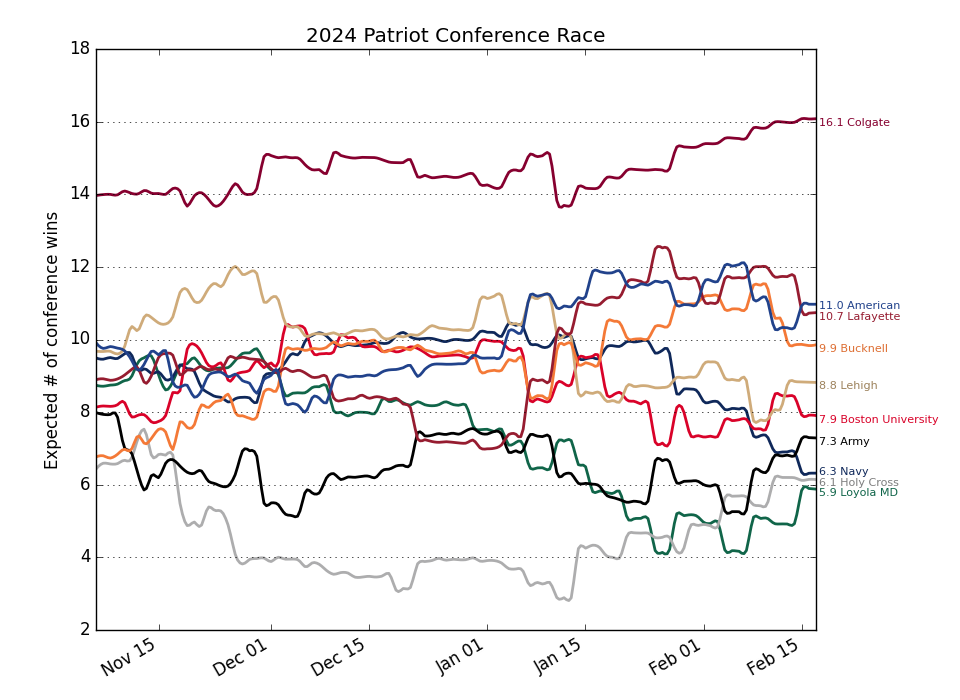 2024 Patriot Conference Race
Expected # of conference wins
18
16
14
12
10
8
6
4
2
16.1 Colgate
11.0 American
10.7 Lafayette
9.9 Bucknell
8.8 Lehigh
7.9 Boston University
7.3 Army
6.3 Navy
6.1 Holy Cross
5.9 Loyola MD
Nov 15
Dec 01
Dec 15
Jan 01
Jan 15
Feb 01
Feb 15